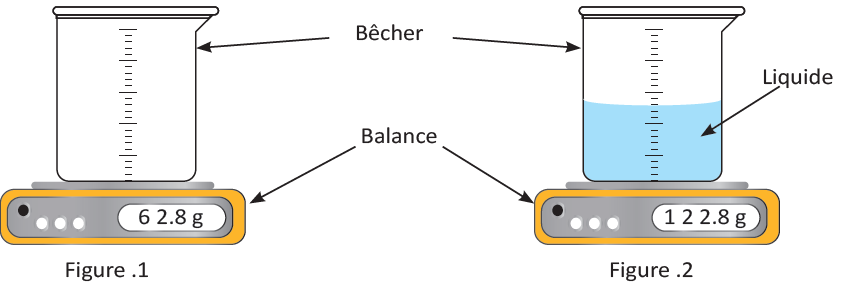 Bêcher
Liquide
Balance
6 2.8 g
1 2 2.8 g
Figure .1
Figure .2